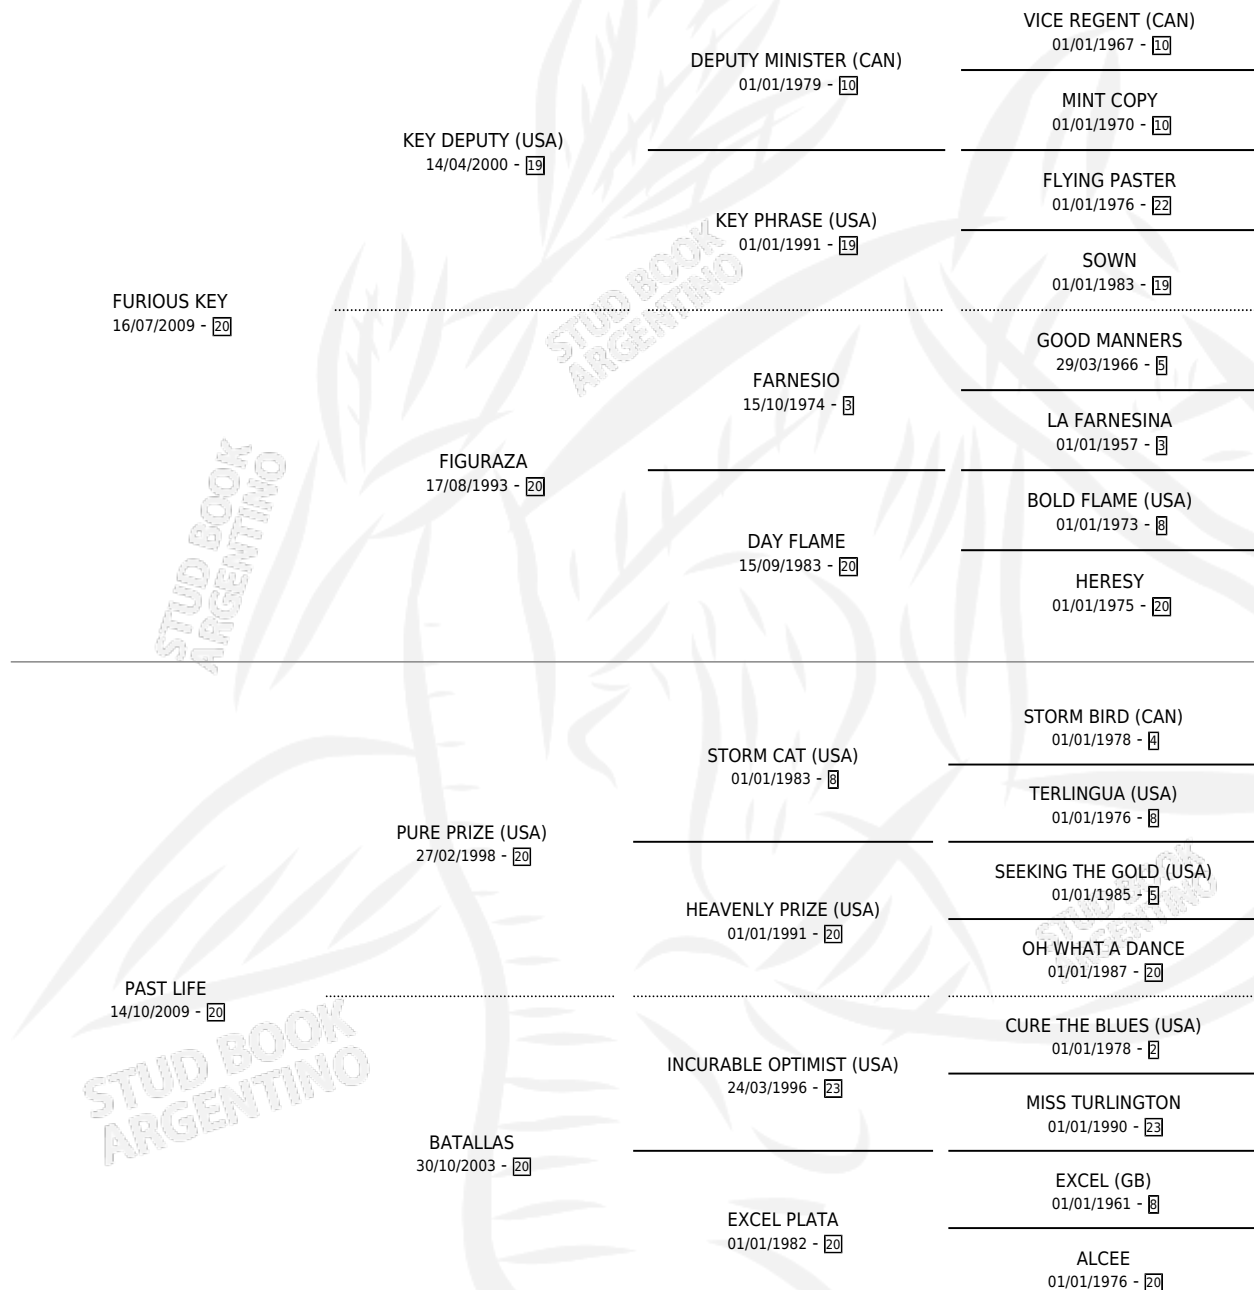 VICE REGENT (CAN)
01/01/1967 - 10
DEPUTY MINISTER (CAN)
01/01/1979 - 10
MINT COPY
01/01/1970 - 10
KEY DEPUTY (USA)
14/04/2000 - 19
FLYING PASTER
01/01/1976 - 22
KEY PHRASE (USA)
01/01/1991 - 19
SOWN
01/01/1983 - 19
FURIOUS KEY
16/07/2009 - 20
GOOD MANNERS
29/03/1966 - 5
FARNESIO
15/10/1974 - 3
LA FARNESINA
01/01/1957 - 3
FIGURAZA
17/08/1993 - 20
BOLD FLAME (USA)
01/01/1973 - 8
DAY FLAME
15/09/1983 - 20
HERESY
01/01/1975 - 20
STUD BOOK
ARGENTINO
STUD BOOK
ARGENTINO
STORM BIRD (CAN)
01/01/1978 - 4
STORM CAT (USA)
01/01/1983 - 8
TERLINGUA (USA)
01/01/1976 - 8
PURE PRIZE (USA)
27/02/1998 - 20
SEEKING THE GOLD (USA)
01/01/1985 - 5
HEAVENLY PRIZE (USA)
01/01/1991 - 20
OH WHAT A DANCE
01/01/1987 - 20
PAST LIFE
14/10/2009 - 20
CURE THE BLUES (USA)
01/01/1978 - 2
INCURABLE OPTIMIST (USA)
24/03/1996 - 23
MISS TURLINGTON
01/01/1990 - 23
BATALLAS
30/10/2003 - 20
EXCEL (GB)
01/01/1961 - 8
EXCEL PLATA
01/01/1982 - 20
ALCEE
01/01/1976 - 20
STUD BOOK
ARGENTINO
STUD BOOK
ARGENTINO